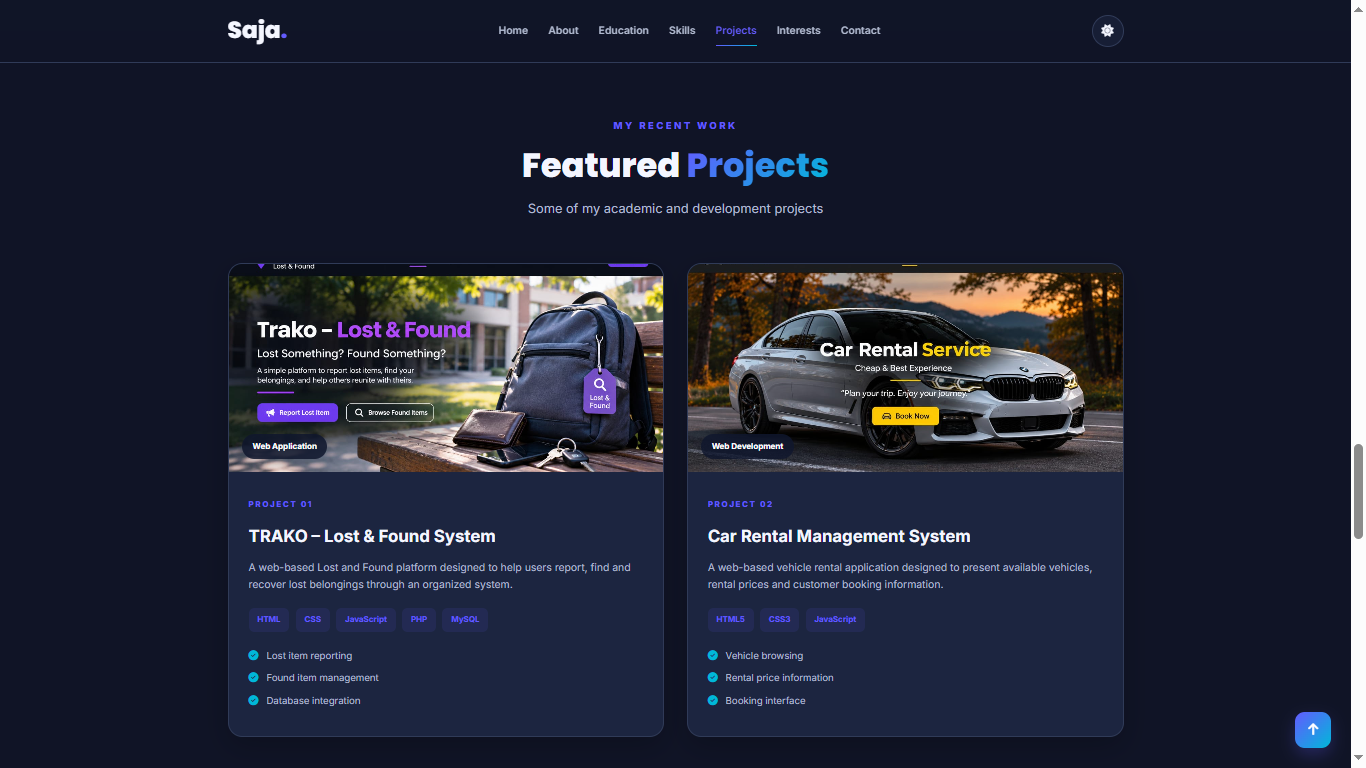 Saja.
Home About Education Skills Projects Interests Contact
MY RECENT WORK
Featured Projects
Some of my academic and development projects
Lost & Found
Trako – Lost & Found
Lost Something? Found Something?
A simple platform to report lost items, find your
belongings, and help others reunite with theirs.
Report Lost Item Browse Found Items
Lost &
Found
Web Application
PROJECT 01
TRAKO – Lost & Found System
A web-based Lost and Found platform designed to help users report, find and
recover lost belongings through an organized system.
HTML CSS JavaScript PHP MySQL
Lost item reporting
Found item management
Database integration
Car Rental Service
Cheap & Best Experience
“Plan your trip. Enjoy your journey.”
Book Now
Web Development
PROJECT 02
Car Rental Management System
A web-based vehicle rental application designed to present available vehicles,
rental prices and customer booking information.
HTML5 CSS3 JavaScript
Vehicle browsing
Rental price information
Booking interface